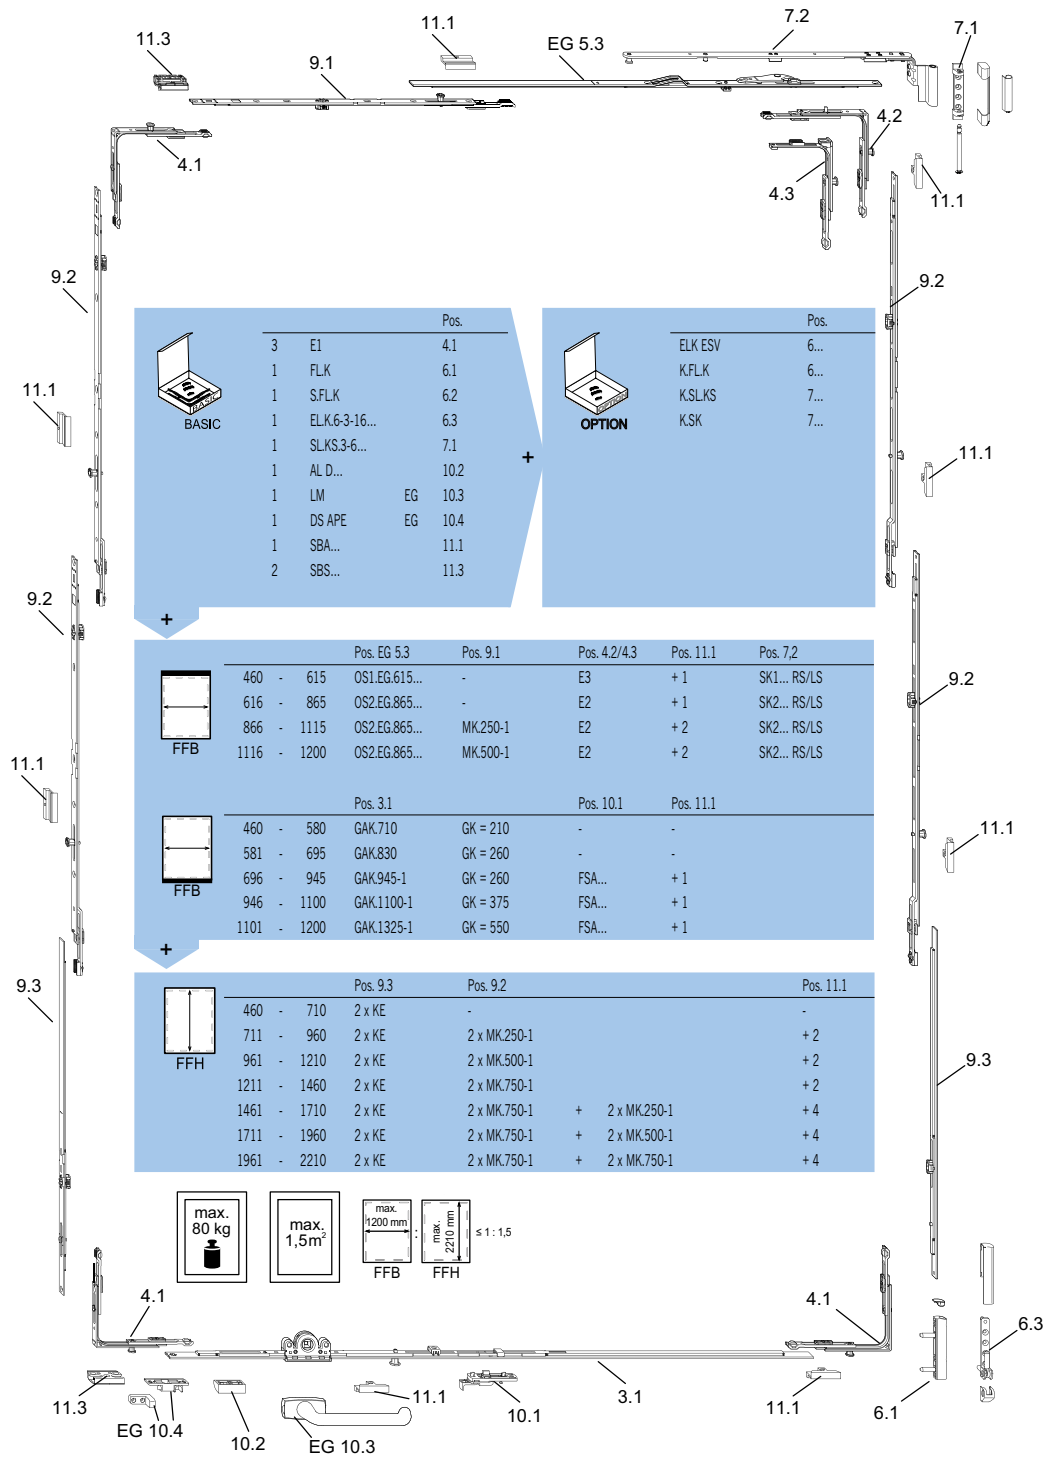 7.2
7.1
11.1
11.3
EG 5.3
9.1
4.2
4.1
4.3
11.1
9.2
9.2
Pos.
3 E1 4.1
1 FL.K 6.1
1 S.FL.K 6.2
1 EL.K.6-3-16... 6.3
1 SL.KS.3-6... 7.1
1 AL D... 10.2
1 LM EG 10.3
1 DS APE EG 10.4
1 SBA... 11.1
2 SBS... 11.3
BASIC
BASIC
+
Pos.
ELK ESV 6...
K.FL.K 6...
K.SL.KS 7...
K.SK 7...
OPTION
11.1
11.1
9.2
+
Pos. EG 5.3 Pos. 9.1 Pos. 4.2/4.3 Pos. 11.1 Pos. 7,2
460 - 615 OS1.EG.615... - E3 + 1 SK1... RS/LS
616 - 865 OS2.EG.865... - E2 + 1 SK2... RS/LS
866 - 1115 OS2.EG.865... MK.250-1 E2 + 2 SK2... RS/LS
1116 - 1200 OS2.EG.865... MK.500-1 E2 + 2 SK2... RS/LS
FFB
9.2
11.1
Pos. 3.1 Pos. 10.1 Pos. 11.1
460 - 580 GAK.710 GK = 210 - -
581 - 695 GAK.830 GK = 260 - -
696 - 945 GAK.945-1 GK = 260 FSA... + 1
946 - 1100 GAK.1100-1 GK = 375 FSA... + 1
1101 - 1200 GAK.1325-1 GK = 550 FSA... + 1
FFB
11.1
+
9.3
Pos. 9.3 Pos. 9.2 Pos. 11.1
460 - 710 2 x KE - -
711 - 960 2 x KE 2 x MK.250-1 + 2
961 - 1210 2 x KE 2 x MK.500-1 + 2
1211 - 1460 2 x KE 2 x MK.750-1 + 2
1461 - 1710 2 x KE 2 x MK.750-1 + 2 x MK.250-1 + 4
1711 - 1960 2 x KE 2 x MK.750-1 + 2 x MK.500-1 + 4
1961 - 2210 2 x KE 2 x MK.750-1 + 2 x MK.750-1 + 4
FFH
9.3
max.
80 kg
max.
1,5m²
max.
1200 mm
FFB
:
max.
2210 mm
FFH
≤ 1 : 1,5
4.1
4.1
6.3
11.3
EG 10.4
10.2
EG 10.3
11.1
10.1
3.1
11.1
6.1